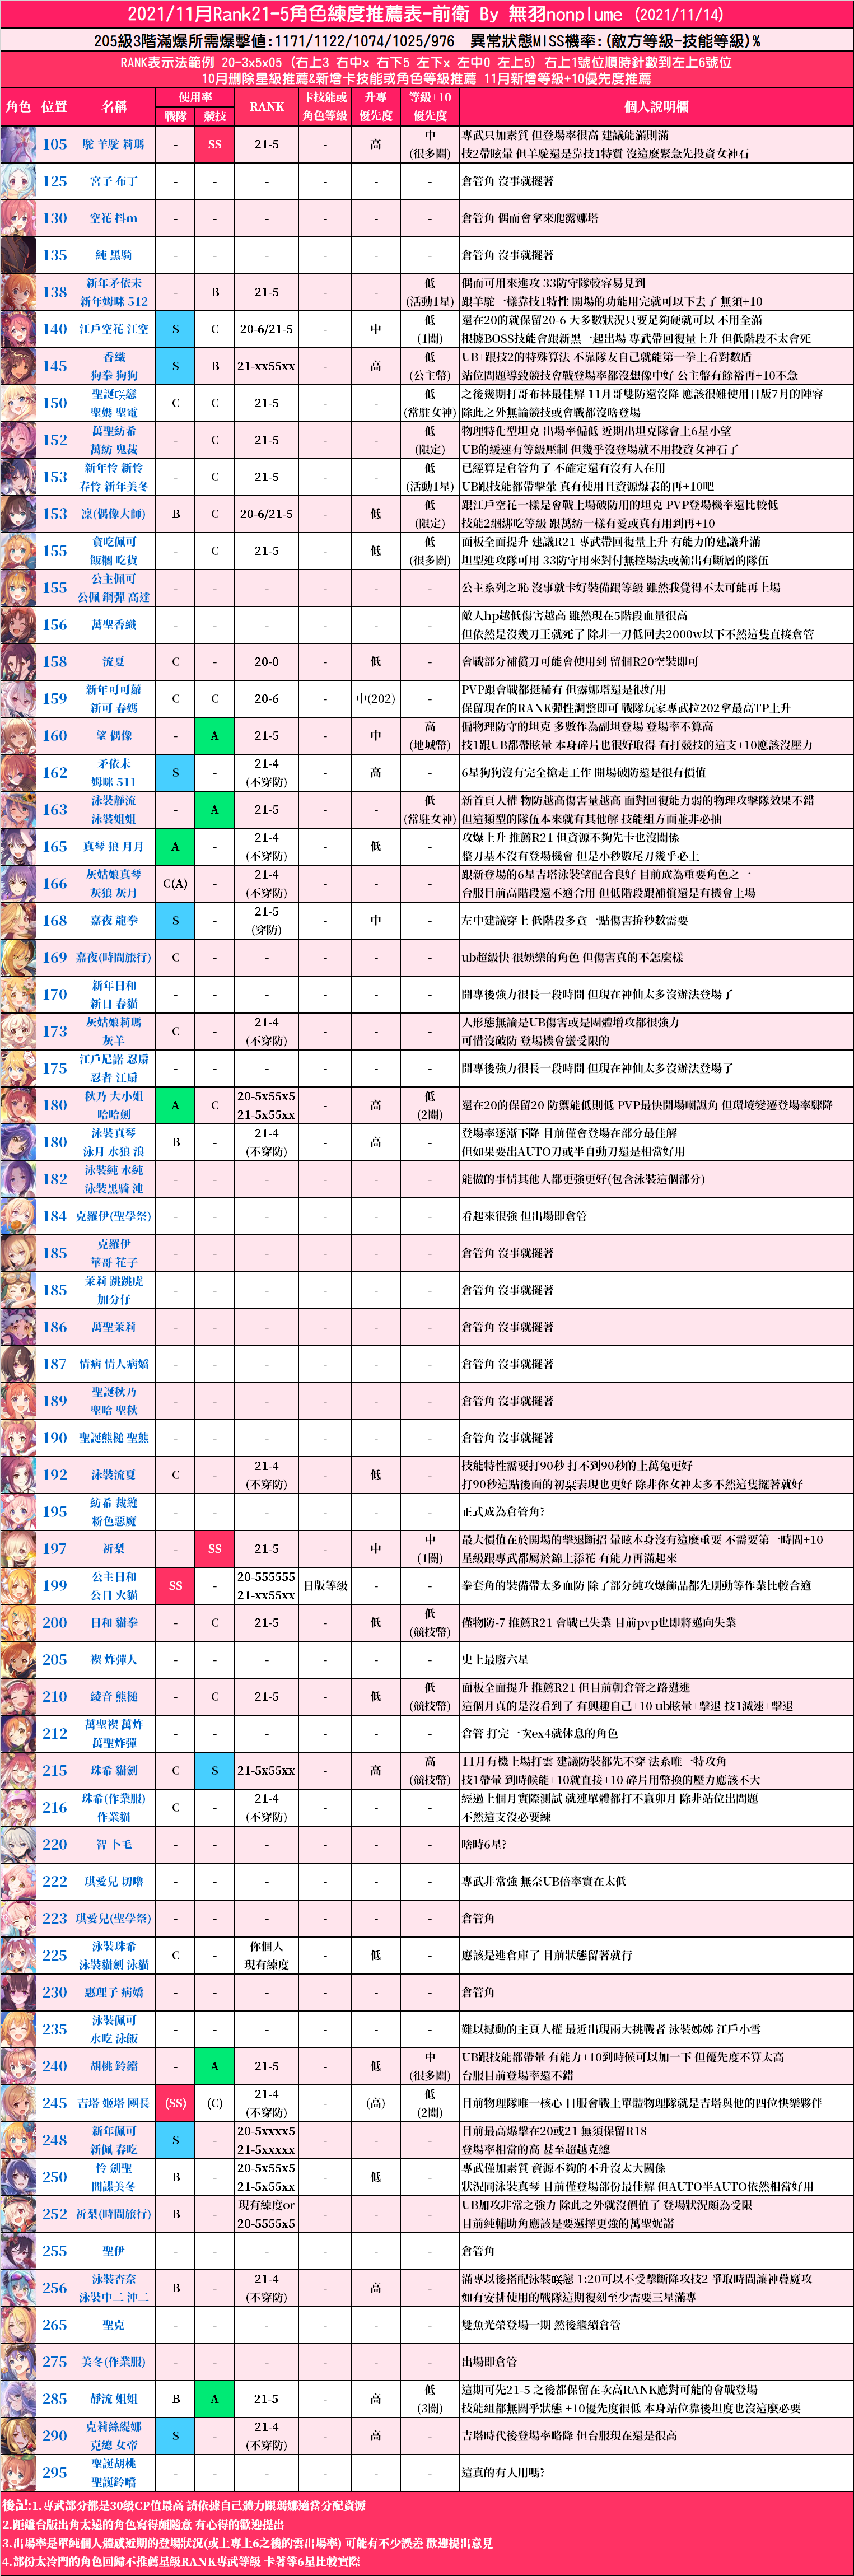 2021/11月Rank21-5角色練度推薦表-前衛 By 無羽nonplume (2021/11/14)
205級3階滿爆所需爆擊值:1171/1122/1074/1025/976 異常狀態MISS機率:(敵方等級-技能等級)%
RANK表示法範例 20-3x5x05 (右上3 右中x 右下5 左下x 左中0 左上5) 右上1號位順時針數到左上6號位
10月刪除星級推薦&新增卡技能或角色等級推薦 11月新增等級+10優先度推薦
角色 位置 名稱 使用率 戰隊 競技 RANK 卡技能或角色等級 升專優先度 等級+10優先度 個人說明欄
105 駝 羊駝 莉瑪 - SS 21-5 - 高 中(很多關)
專武只加素質 但登場率很高 建議能滿則滿
技2帶眩暈 但羊駝還是靠技1特質 沒這麼緊急先投資女神石
125 宮子 布丁 - - - - - - 倉管角 沒事就擺著
130 空花 抖m - - - - - - 倉管角 偶而會拿來爬露娜塔
135 純 黑騎 - - - - - - 倉管角 沒事就擺著
138 新年矛依未 新年姆咪 512 - B 21-5 - - 低(活動1星)
偶而可用來進攻 33防守隊較容易見到
跟羊駝一樣靠技1特性 開場的功能用完就可以下去了 無須+10
140 江戶空花 江空 S C 20-6/21-5 - 中 低(1關)
還在20的就保留20-6 大多數狀況只要足夠硬就可以 不用全滿
根據BOSS技能會跟新黑一起出場 專武帶回復量上升 但低階段不太會死
145 香織 狗拳 狗狗 S B 21-xx55xx - 高 低(公主幣)
UB+跟技2的特殊算法 不靠隊友自己就能第一拳上看對數盾
站位問題導致競技會戰登場率都沒想像中好 公主幣有餘裕再+10不急
150 聖誕咲戀 聖媽 聖電 C C 21-5 - - 低(常駐女神)
之後幾期打哥布林最佳解 11月哥雙防還沒降 應該很難使用日版7月的陣容
除此之外無論競技或會戰都沒啥登場
152 萬聖紡希 萬紡 鬼裁 - C 21-5 - - 低(限定)
物理特化型坦克 出場率偏低 近期出坦克隊會上6星小望
UB的緩速有等級壓制 但幾乎沒登場就不用投資女神石了
153 新年怜 新怜 春怜 新年美冬 - C 21-5 - - 低(活動1星)
已經算是倉管角了 不確定還有沒有人在用
UB跟技能都帶擊暈 真有使用且資源爆表的再+10吧
153 凛(偶像大師) B C 20-6/21-5 - 低 低(限定)
跟江戶空花一樣是會戰上場破防用的坦克 PVP登場機率還比較低
技能2綑綁吃等級 跟萬紡一樣有愛或真有用到再+10
155 貪吃佩可 飯糰 吃貨 - C 21-5 - 低 低(很多關)
面板全面提升 建議R21 專武帶回復量上升 有能力的建議升滿
坦型進攻隊可用 33防守用來對付無控場法或輸出有斷層的隊伍
155 公主佩可 公佩 鋼彈 高達 - - - - - - 公主系列之恥 沒事就卡好裝備跟等級 雖然我覺得不太可能再上場
156 萬聖香織 - - - - - -
敵人hp越低傷害越高 雖然現在5階段血量很高
但依然是沒幾刀王就死了 除非一刀低回去2000w以下不然這隻直接倉管
158 流夏 C - 20-0 - 低 - 會戰部分補償刀可能會使用到 留個R20空裝即可
159 新年可可蘿 新可 春媽 C C 20-6 - 中(202) -
PVP跟會戰都挺稀有 但露娜塔還是很好用
保留現在的RANK彈性調整即可 戰隊玩家專武拉202拿最高TP上升
160 望 偶像 - A 21-5 - 中 高(地城幣)
偏物理防守的坦克 多數作為副坦登場 登場率不算高
技1跟UB都帶眩暈 本身碎片也很好取得 有打競技的這支+10應該沒壓力
162 矛依未 姆咪 511 S - 21-4(不穿防) - 高 - 6星狗狗沒有完全搶走工作 開場破防還是很有價值
163 泳裝靜流 泳裝姐姐 - A 21-5 - - 低(常駐女神)
新首頁人權 物防越高傷害量越高 面對回復能力弱的物理攻擊隊效果不錯
但這類型的隊伍本來就有其他解 技能組方面並非必抽
165 真琴 狼 月月 A - 21-4(不穿防) - 低 -
攻爆上升 推薦R21 但資源不夠先卡也沒關係
整刀基本沒有登場機會 但是小秒數尾刀幾乎必上
166 灰姑娘真琴 灰狼 灰月 C(A) - 21-4(不穿防) - - -
跟新登場的6星吉塔泳裝望配合良好 目前成為重要角色之一
台服目前高階段還不適合用 但低階段跟補償還是有機會上場
168 嘉夜 龍拳 S - 21-5(穿防) - 中 - 左中建議穿上 低階段多貪一點傷害拚秒數需要
169 嘉夜(時間旅行) C - - - - - ub超級快 很娛樂的角色 但傷害真的不怎麼樣
170 新年日和 新日 春貓 - - - - - - 開專後強力很長一段時間 但現在神仙太多沒辦法登場了
173 灰姑娘莉瑪 灰羊 C - 21-4(不穿防) - - -
人形態無論是UB傷害或是團體增攻都很強力
可惜沒破防 登場機會蠻受限的
175 江戶尼諾 忍扇 忍者 江扇 - - - - - - 開專後強力很長一段時間 但現在神仙太多沒辦法登場了
180 秋乃 大小姐 哈哈劍 A C 20-5x55x5 21-5x55xx - 高 低(2關) 還在20的保留20 防禦能低則低 PVP最快開場嘲諷角 但環境變遷登場率驟降
180 泳裝真琴 泳月 水狼 浪 B - 21-4(不穿防) - 高 -
登場率逐漸下降 目前僅會登場在部分最佳解
但如果要出AUTO刀或半自動刀還是相當好用
182 泳裝純 水純 泳裝黑騎 沌 - - - - - - 能做的事情其他人都更強更好(包含泳裝這個部分)
184 克羅伊(聖學祭) - - - - - - 看起來很強 但出場即倉管
185 克羅伊 華哥 花子 - - - - - - 倉管角 沒事就擺著
185 茉莉 跳跳虎 加分仔 - - - - - - 倉管角 沒事就擺著
186 萬聖茉莉 - - - - - - 倉管角 沒事就擺著
187 情病 情人病嬌 - - - - - - 倉管角 沒事就擺著
189 聖誕秋乃 聖哈 聖秋 - - - - - - 倉管角 沒事就擺著
190 聖誕熊槌 聖熊 - - - - - - 倉管角 沒事就擺著
192 泳裝流夏 C - 21-4(不穿防) - 低 -
技能特性需要打90秒 打不到90秒的上萬兔更好
打90秒這點後面的初栞表現也更好 除非你女神太多不然這隻擺著就好
195 紡希 裁縫 粉色惡魔 - - - - - - 正式成為倉管角?
197 祈梨 - SS 21-5 - 中 中(1關)
最大價值在於開場的擊退斷招 暈眩本身沒有這麼重要 不需要第一時間+10
星級跟專武都屬於錦上添花 有能力再滿起來
199 公主日和 公日 火貓 SS - 20-555555 21-xx55xx 日版等級 - - 拳套角的裝備帶太多血防 除了部分純攻爆飾品都先別動等作業比較合適
200 日和 貓拳 - C 21-5 - 低 低(競技幣) 僅物防-7 推薦R21 會戰已失業 目前pvp也即將邁向失業
205 禊 炸彈人 - - - - - - 史上最廢六星
210 綾音 熊槌 - C 21-5 - 低 低(競技幣)
面板全面提升 推薦R21 但目前朝倉管之路邁進
這個月真的是沒看到了 有興趣自己+10 ub眩暈+擊退 技1減速+擊退
212 萬聖禊 萬炸 萬聖炸彈 - - - - - - 倉管 打完一次ex4就休息的角色
215 珠希 貓劍 C S 21-5x55xx - 高 高(競技幣)
11月有機上場打雲 建議防裝都先不穿 法系唯一特攻角
技1帶暈 到時候能+10就直接+10 碎片用幣換的壓力應該不大
216 珠希(作業服) 作業貓 C - 21-4(不穿防) - - -
經過上個月實際測試 就連單體都打不贏卯月 除非站位出問題
不然這支沒必要練
220 智 卜毛 - - - - - - 啥時6星?
222 琪愛兒 切嚕 - - - - - - 專武非常強 無奈UB倍率實在太低
223 琪愛兒(聖學祭) - - - - - - 倉管角
225 泳裝珠希 泳裝貓劍 泳貓 C - 你個人現有練度 - 低 - 應該是進倉庫了 目前狀態留著就行
230 惠理子 病嬌 - - - - - - 倉管角
235 泳裝佩可 水吃 泳飯 - - - - - - 難以撼動的主頁人權 最近出現兩大挑戰者 泳裝姊姊 江戶小雪
240 胡桃 鈴鐺 - A 21-5 - 低 中(很多關)
UB跟技能都帶暈 有能力+10到時候可以加一下 但優先度不算太高
台服目前登場率還不錯
245 吉塔 姬塔 團長 (SS) (C) 21-4(不穿防) - (高) 低(2關) 目前物理隊唯一核心 日服會戰上單體物理隊就是吉塔與他的四位快樂夥伴
248 新年佩可 新佩 春吃 S - 20-5xxxx5 21-5xxxxx - - -
目前最高爆擊在20或21 無須保留R18
登場率相當的高 甚至超越克總
250 怜 劍聖 間諜美冬 B - 20-5x55x5 21-5x55xx - 低 -
專武僅加素質 資源不夠的不升沒太大關係
狀況同泳裝真琴 目前僅登場部份最佳解 但AUTO半AUTO依然相當好用
252 祈梨(時間旅行) B - 現有練度or 20-5555x5 - - -
UB加攻非常之強力 除此之外就沒價值了 登場狀況頗為受限
目前純輔助角應該是要選擇更強的萬聖妮諾
255 聖伊 - - - - - - 倉管角
256 泳裝杏奈 泳裝中二 沖二 B - 21-4(不穿防) - 高 -
滿專以後搭配泳裝咲戀 1:20可以不受擊斷降攻技2 爭取時間讓神疊魔攻
如有安排使用的戰隊這期復刻至少需要三星滿專
265 聖克 - - - - - - 雙魚光榮登場一期 然後繼續倉管
275 美冬(作業服) - - - - - - 出場即倉管
285 靜流 姐姐 B A 21-5 - 高 低(3關)
這期可先21-5 之後都保留在次高RANK應對可能的會戰登場
技能組都無關乎狀態 +10優先度很低 本身站位靠後坦度也沒這麼必要
290 克莉絲緹娜 克總 女帝 S - 21-4(不穿防) - 高 - 吉塔時代後登場率略降 但台服現在還是很高
295 聖誕胡桃 聖誕鈴噹 - - - - - - 這真的有人用嗎?
後記:1.專武部分都是30級CP值最高 請依據自己體力跟瑪娜適當分配資源
2.距離台版出角太遠的角色寫得頗隨意 有心得的歡迎提出
3.出場率是單純個人體感近期的登場狀況(或上專上6之後的雲出場率) 可能有不少誤差 歡迎提出意見
4.部份太冷門的角色回歸不推薦星級RANK專武等級 卡著等6星比較實際